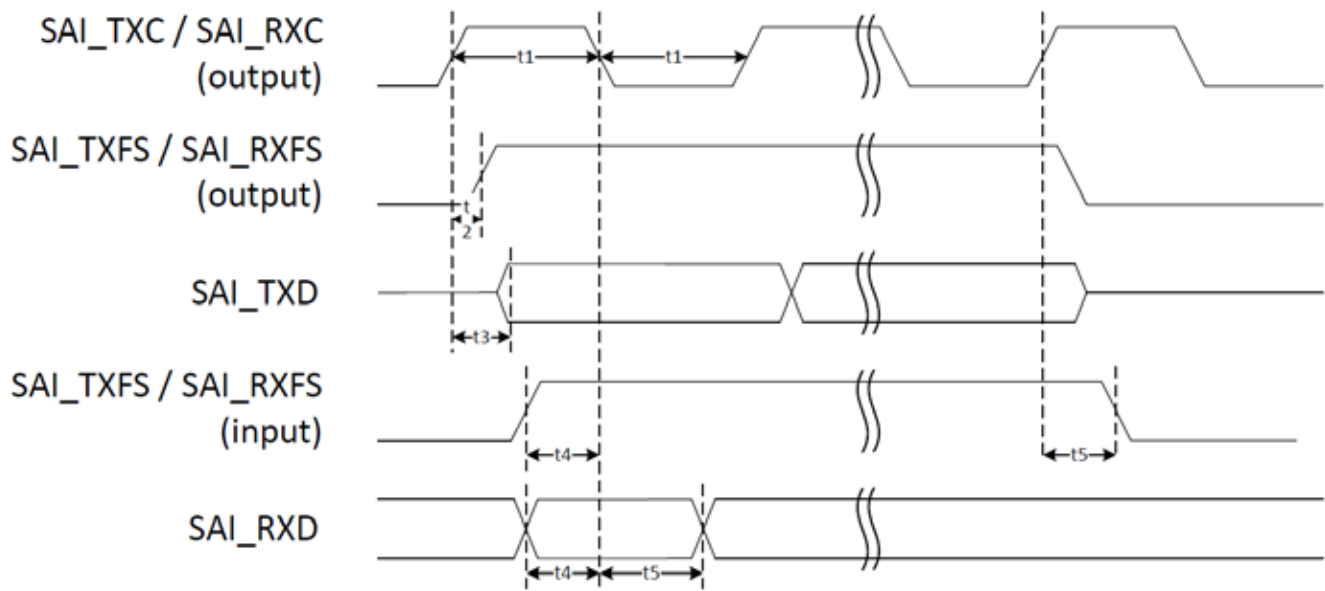 SAI_TXC / SAI_RXC
(output)
t1
t1
SAI_TXFS / SAI_RXFS
(output)
t
2
SAI_TXD
t3
SAI_TXFS / SAI_RXFS
(input)
t4
t5
SAI_RXD
t4
t5